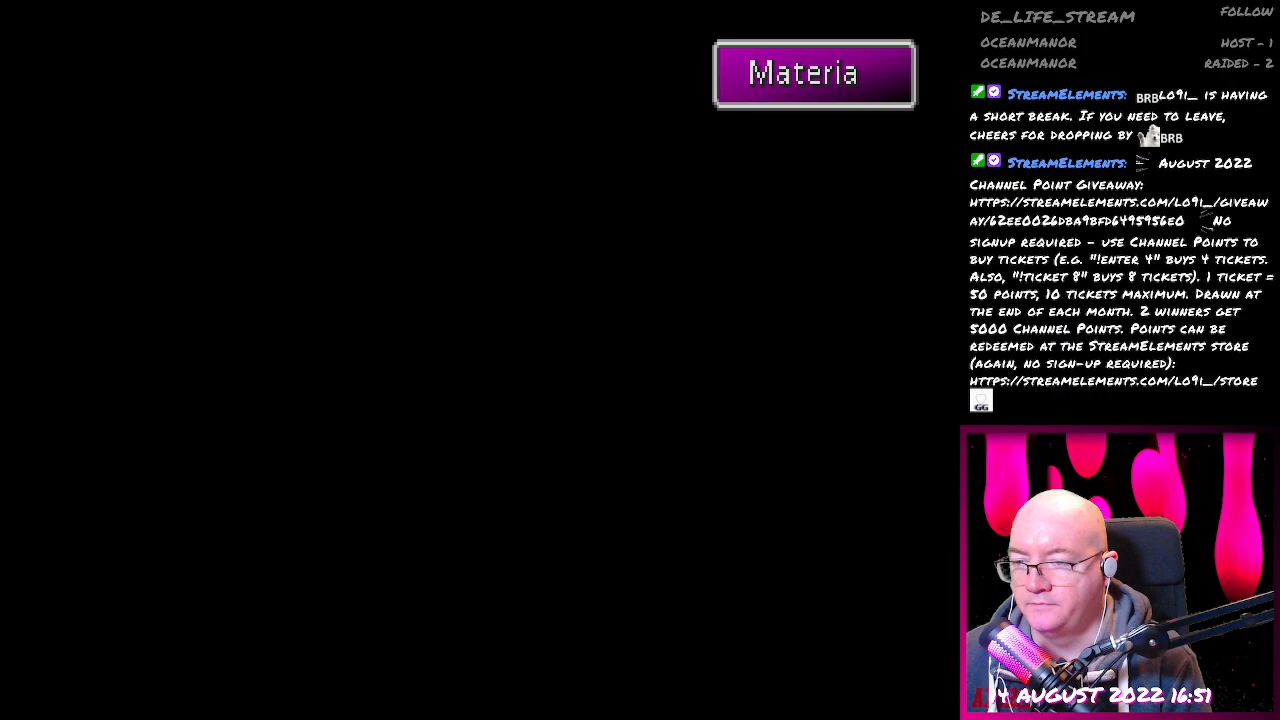 Materia
DE_LIFE_STREAM FOLLOW
OCEANMANOR HOST - 1
OCEANMANOR RAIDED - 2
StreamElements: BRB LO9I_ IS HAVING
A SHORT BREAK. IF YOU NEED TO LEAVE,
CHEERS FOR DROPPING BY BRB
StreamElements: AUGUST 2022
CHANNEL POINT GIVEAWAY:
HTTPS://STREAMELEMENTS.COM/LO9I_/GIVEAW
AY/62EE0026DBA9BFD6495956E0 NO
SIGNUP REQUIRED - USE CHANNEL POINTS TO
BUY TICKETS (E.G. "!ENTER 4" BUYS 4 TICKETS.
ALSO, "!TICKET 8" BUYS 8 TICKETS). 1 TICKET =
50 POINTS, 10 TICKETS MAXIMUM. DRAWN AT
THE END OF EACH MONTH. 2 WINNERS GET
5000 CHANNEL POINTS. POINTS CAN BE
REDEEMED AT THE STREAMELEMENTS STORE
(AGAIN, NO SIGN-UP REQUIRED):
HTTPS://STREAMELEMENTS.COM/LO9I_/STORE
GG
14 AUGUST 2022 16:51